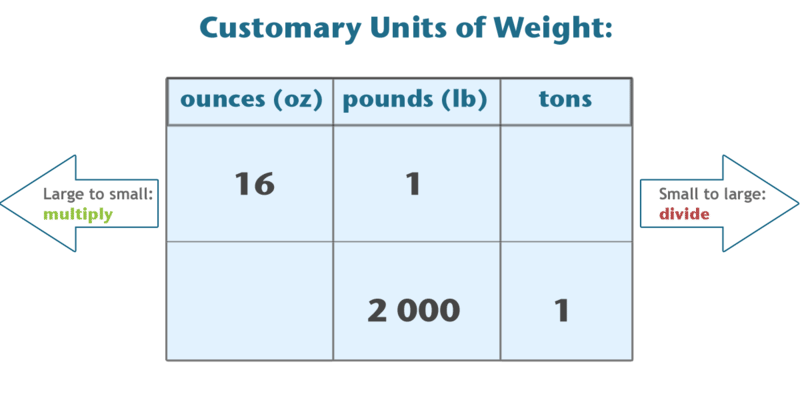 Customary Units of Weight:
ounces (oz) pounds (lb) tons
Large to small:
multiply
16 1
Small to large:
divide
2 000 1